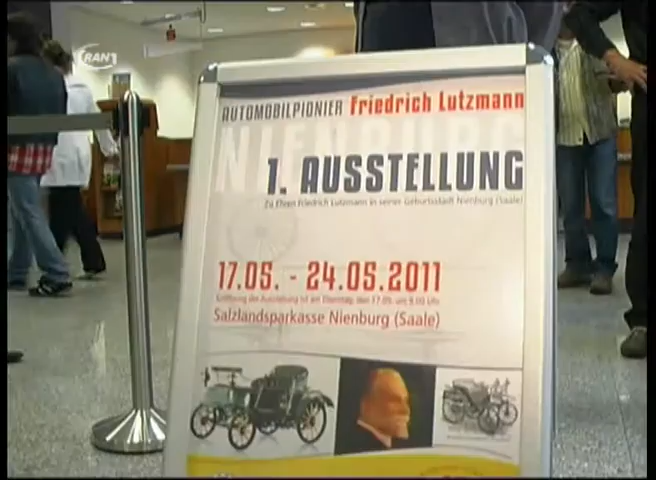 RAN1
AUTOMOBILPIONIER Friedrich Lutzmann
NIENBURG
1. AUSSTELLUNG
Zu Ehren Friedrich Lutzmann in seiner Geburtsstadt Nienburg (Saale)
17.05. - 24.05.2011
Eröffnung der Ausstellung ist am Dienstag, den 17.05. um 9.00 Uhr
Salzlandsparkasse Nienburg (Saale)